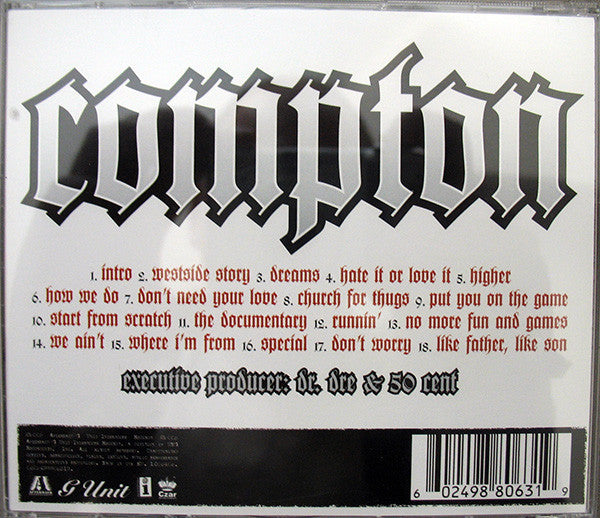 compton
1. intro 2. westside story 3. dreams 4. hate it or love it 5. higher
6. how we do 7. don't need your love 8. church for thugs 9. put you on the game
10. start from scratch 11. the documentary 12. runnin' 13. no more fun and games
14. we ain't 15. where i'm from 16. special 17. don't worry 18. like father, like son
executive producer: dr. dre & 50 cent
AFTERMATH G Unit i Czar
6 02498 80631 9